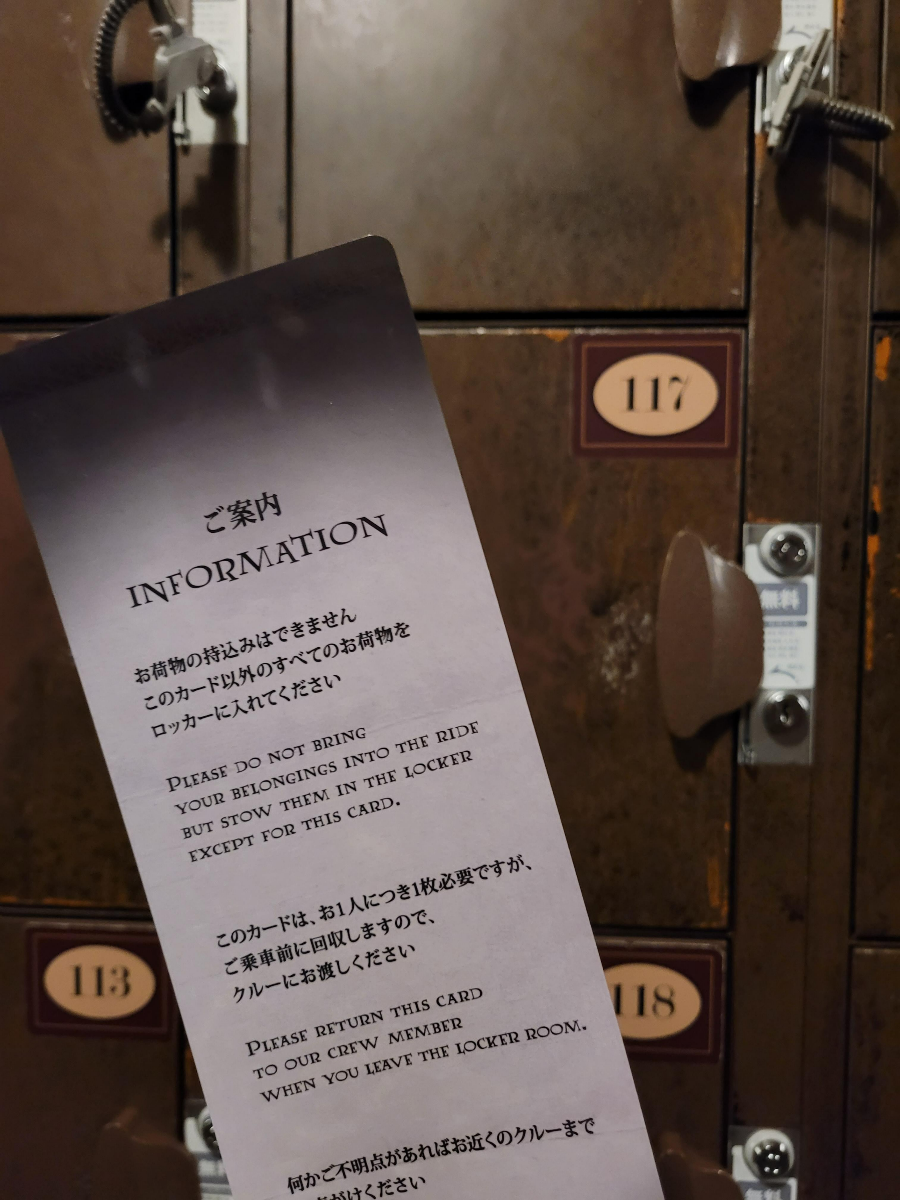 117
ご案内
INFORMATION
お荷物の持込みはできません
このカード以外のすべてのお荷物を
ロッカーに入れてください
PLEASE DO NOT BRING
YOUR BELONGINGS INTO THE RIDE
BUT STOW THEM IN THE LOCKER
EXCEPT FOR THIS CARD.
このカードは、お1人につき1枚必要ですが、
ご乗車前に回収しますので、
クルーにお渡しください
PLEASE RETURN THIS CARD
TO OUR CREW MEMBER
WHEN YOU LEAVE THE LOCKER ROOM.
何かご不明点があればお近くのクルーまで
がけください
無料
113
118